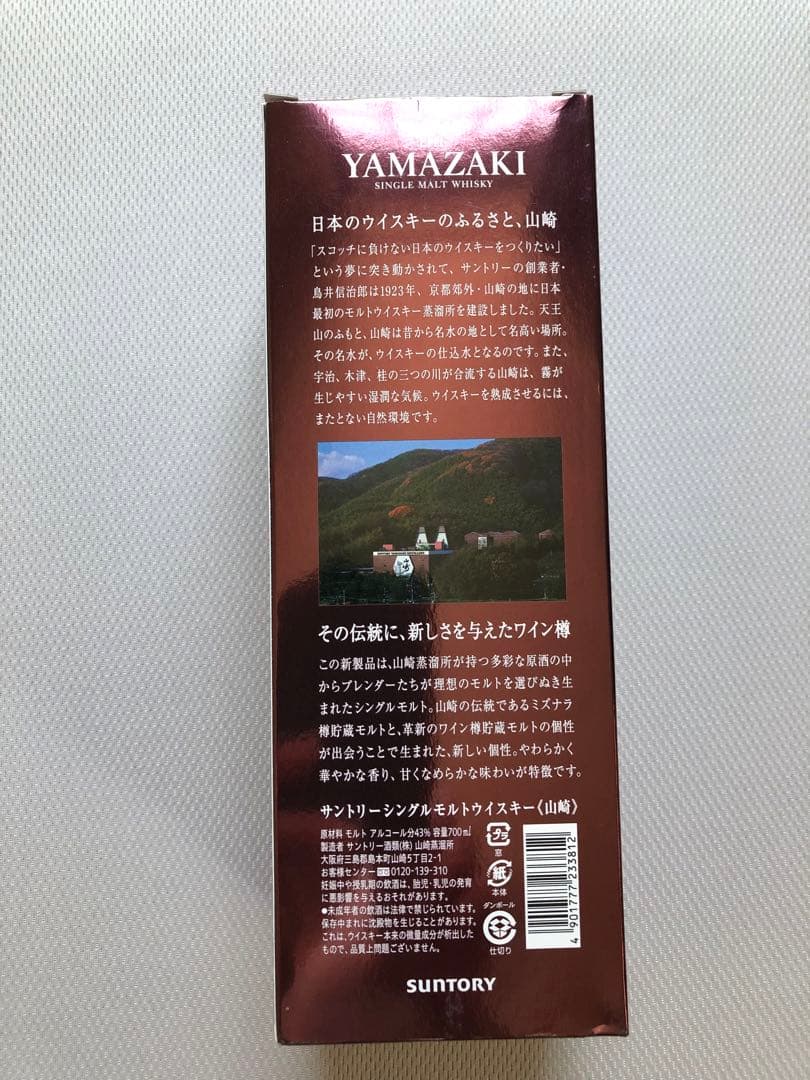 YAMAZAKI
SINGLE MALT WHISKY
日本のウイスキーのふるさと、山崎
「スコッチに負けない日本のウイスキーをつくりたい」
という夢に突き動かされて、サントリーの創業者・
鳥井信治郎は1923年、京都郊外・山崎の地に日本
最初のモルトウイスキー蒸溜所を建設しました。天王
山のふもと、山崎は昔から名水の地として名高い場所。
その名水が、ウイスキーの仕込水となるのです。また、
宇治、木津、桂の三つの川が合流する山崎は、霧が
生じやすい湿潤な気候。ウイスキーを熟成させるには、
またとない自然環境です。
その伝統に、新しさを与えたワイン樽
この新製品は、山崎蒸溜所が持つ多彩な原酒の中
からブレンダーたちが理想のモルトを選びぬき生
まれたシングルモルト。山崎の伝統であるミズナラ
樽貯蔵モルトと、革新のワイン樽貯蔵モルトの個性
が出会うことで生まれた、新しい個性。やわらかく
華やかな香り、甘くなめらかな味わいが特徴です。
サントリーシングルモルトウイスキー《山崎》
原材料 モルト アルコール分43% 容量700ml
製造者 サントリー酒類(株) 山崎蒸溜所
大阪府三島郡島本町山崎5丁目2-1
お客様センター 0120-139-310
妊娠中や授乳期の飲酒は、胎児・乳児の発育
に悪影響を与えるおそれがあります。
●未成年者の飲酒は法律で禁じられています。
保存中まれに沈殿物を生じることがあります。
これは、ウイスキー本来の微量成分が析出した
もので、品質上問題ございません。
プラ
窓
紙
本体
ダンボール
仕切り
4 901777 233812
SUNTORY